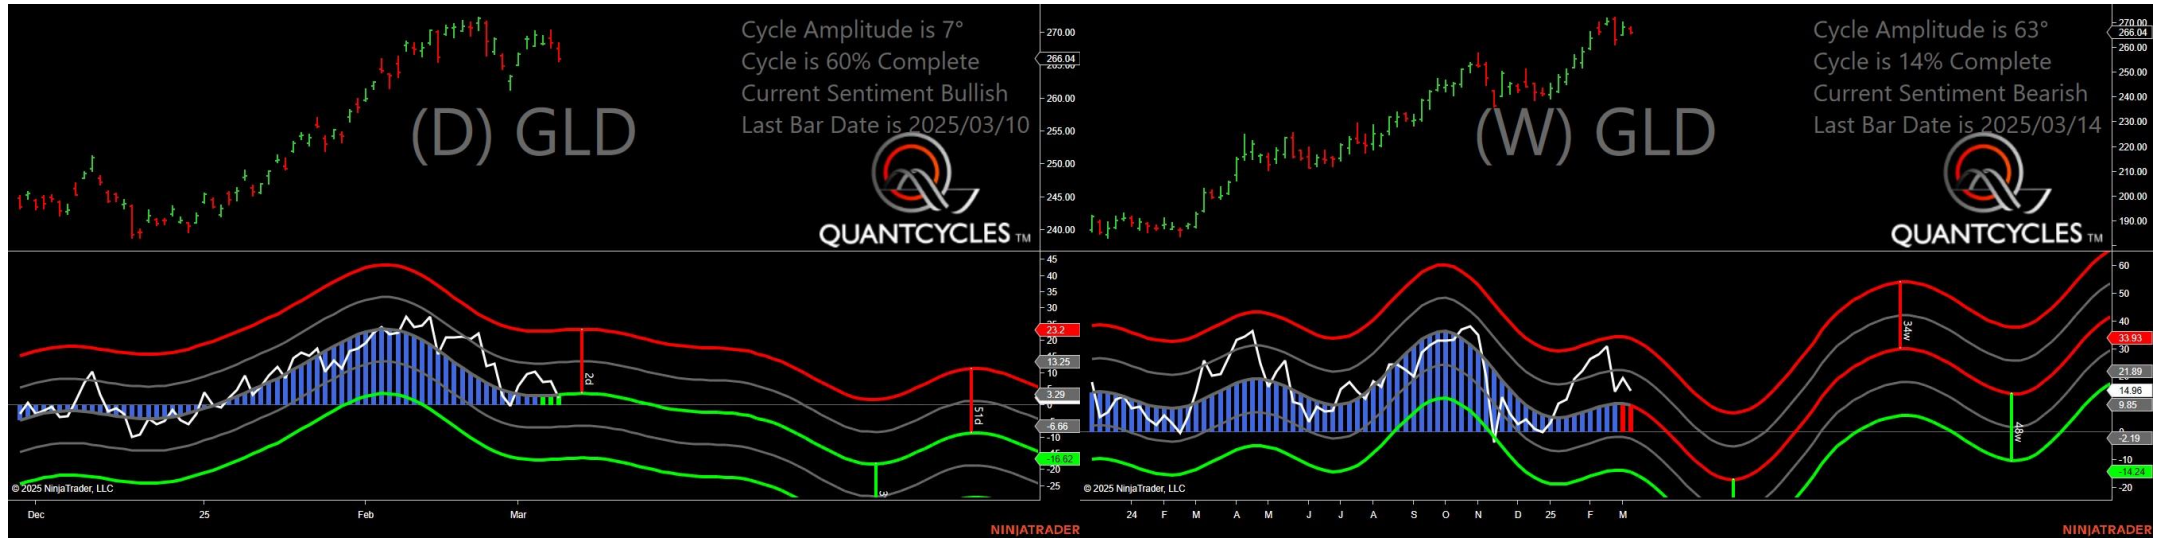 Cycle Amplitude is 7°
Cycle is 60% Complete
Current Sentiment Bullish
Last Bar Date is 2025/03/10
(D) GLD
QUANTCYCLES TM
270.00
266.04
260.00
255.00
250.00
245.00
240.00
45
40
35
30
23.2
20
13.25
10
3.29
-6.66
-10
-16.62
-20
-25
2d
51d
© 2025 NinjaTrader, LLC
Dec
25
Feb
Mar
NINJATRADER
Cycle Amplitude is 63°
Cycle is 14% Complete
Current Sentiment Bearish
Last Bar Date is 2025/03/14
(W) GLD
QUANTCYCLES TM
270.00
266.04
260.00
250.00
240.00
230.00
220.00
210.00
200.00
190.00
60
50
40
33.93
30
21.89
14.96
9.85
-2.19
-10
-14.24
-20
34w
48w
© 2025 NinjaTrader, LLC
24
F
M
A
M
J
J
A
S
O
N
D
25
F
M
NINJATRADER